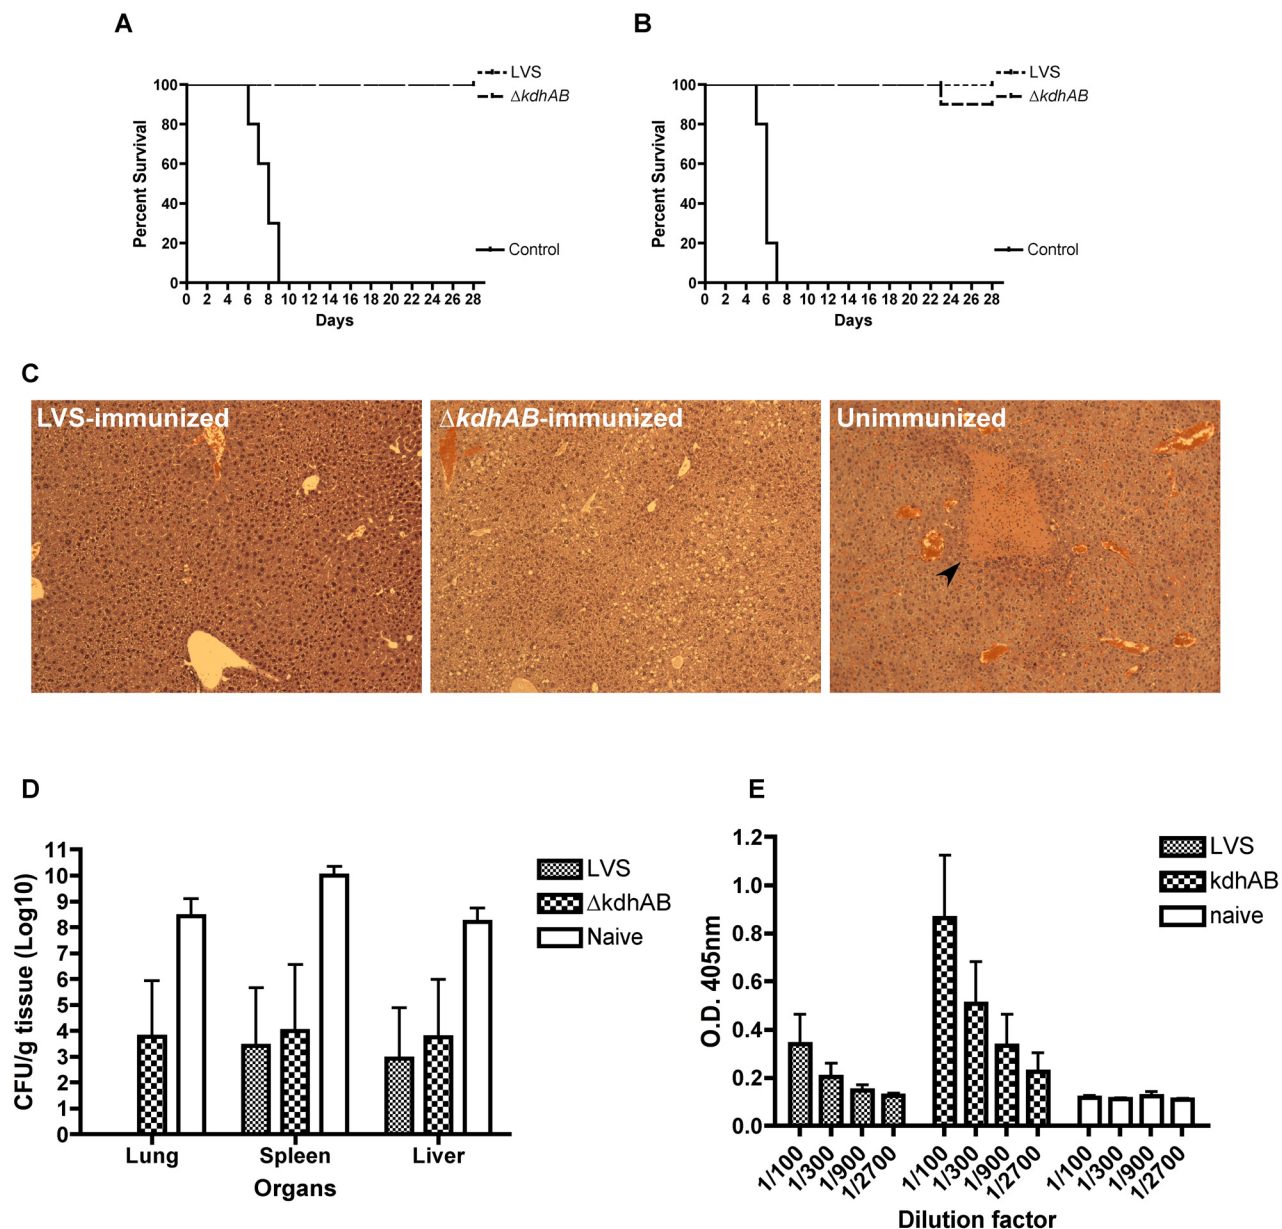 A
B
LVS
ΔkdhAB
Control
Percent Survival
100
80
60
40
20
0
0 2 4 6 8 10 12 14 16 18 20 22 24 26 28
Days
LVS
ΔkdhAB
Control
Percent Survival
100
80
60
40
20
0
0 2 4 6 8 10 12 14 16 18 20 22 24 26 28
Days
C
LVS-immunized
ΔkdhAB-immunized
Unimmunized
D
E
CFU/g tissue (Log10)
11
10
9
8
7
6
5
4
3
2
1
0
Lung Spleen Liver
Organs
LVS
ΔkdhAB
Naive
O.D. 405nm
1.2
1.0
0.8
0.6
0.4
0.2
0.0
1/100 1/300 1/900 1/2700 1/100 1/300 1/900 1/2700 1/100 1/300 1/900 1/2700
Dilution factor
LVS
kdhAB
naive